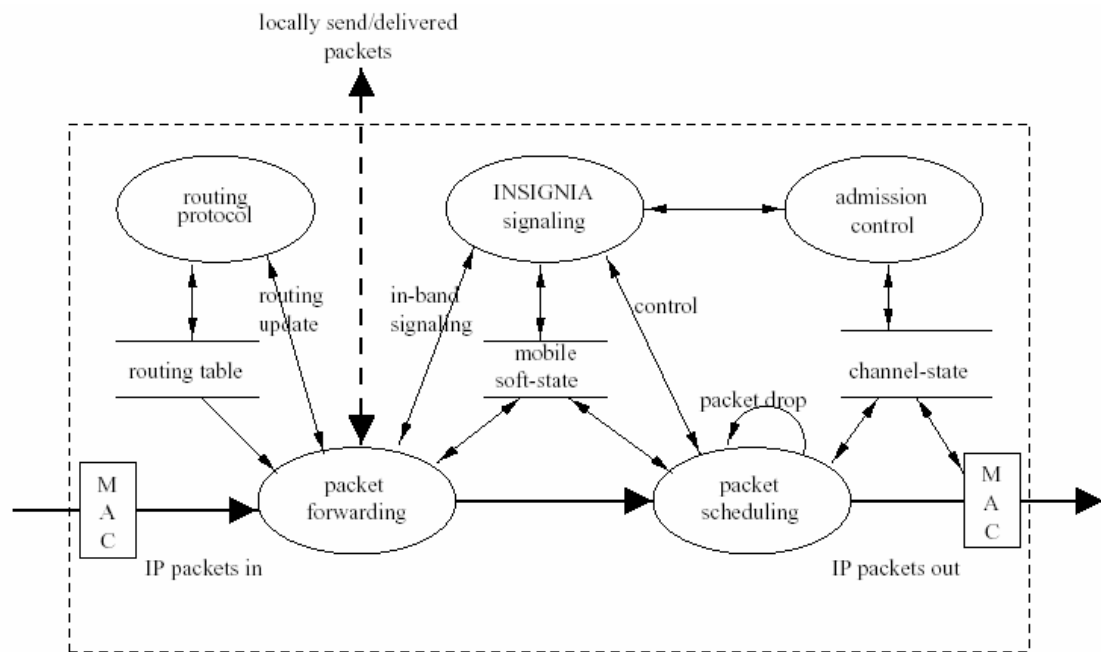 locally send/delivered
packets
routing
protocol
INSIGNIA
signaling
admission
control
routing
update
in-band
signaling
control
routing table
mobile
soft-state
channel-state
packet drop
M
A
C
packet
forwarding
packet
scheduling
M
A
C
IP packets in
IP packets out